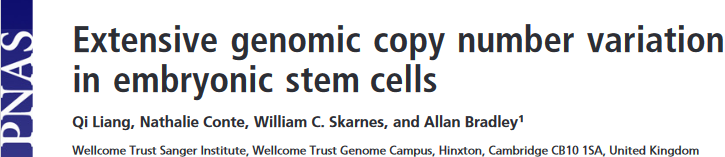 PNAS
Extensive genomic copy number variation
in embryonic stem cells
Qi Liang, Nathalie Conte, William C. Skarnes, and Allan Bradley¹
Wellcome Trust Sanger Institute, Wellcome Trust Genome Campus, Hinxton, Cambridge CB10 1SA, United Kingdom